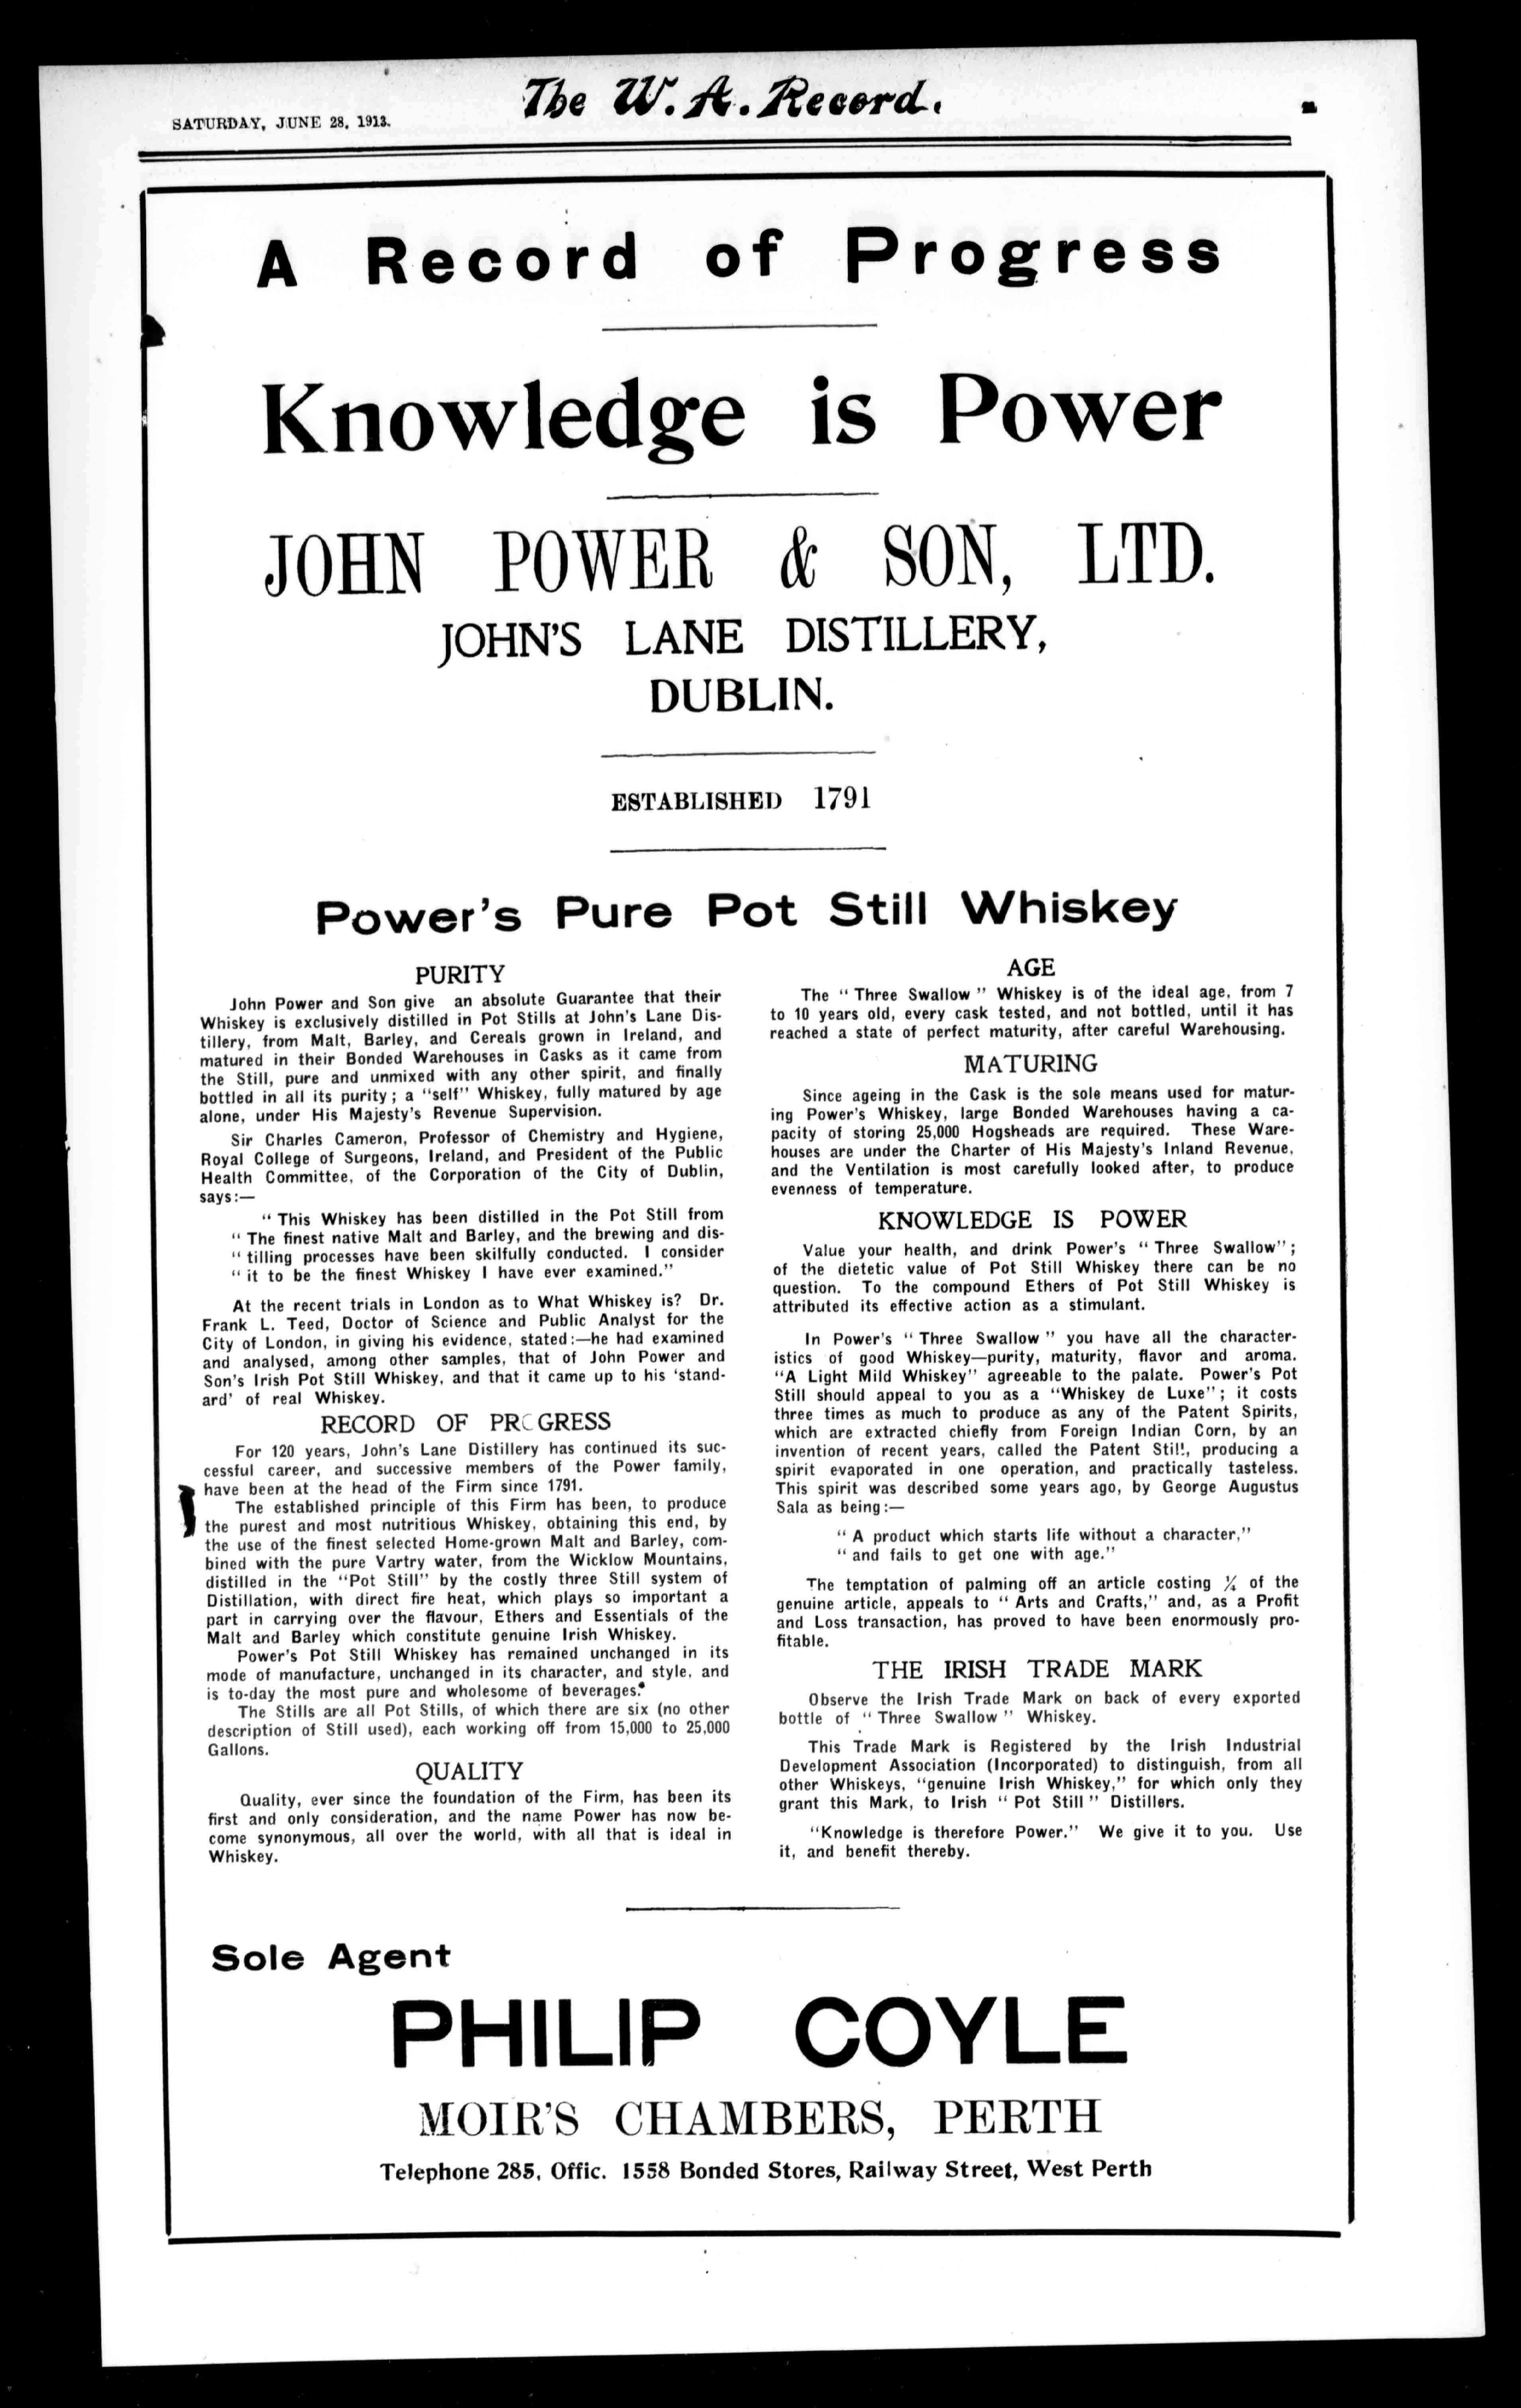 SATURDAY, JUNE 28, 1913.
The W.A. Record.
A Record of Progress
Knowledge is Power
JOHN POWER & SON, LTD.
JOHN'S LANE DISTILLERY,
DUBLIN.
ESTABLISHED 1791
Power's Pure Pot Still Whiskey
PURITY
John Power and Son give an absolute Guarantee that their
Whiskey is exclusively distilled in Pot Stills at John's Lane Dis-
tillery, from Malt, Barley, and Cereals grown in Ireland, and
matured in their Bonded Warehouses in Casks as it came from
the Still, pure and unmixed with any other spirit, and finally
bottled in all its purity; a "self" Whiskey, fully matured by age
alone, under His Majesty's Revenue Supervision.
Sir Charles Cameron, Professor of Chemistry and Hygiene,
Royal College of Surgeons, Ireland, and President of the Public
Health Committee, of the Corporation of the City of Dublin,
says:—
"This Whiskey has been distilled in the Pot Still from
"The finest native Malt and Barley, and the brewing and dis-
"tilling processes have been skilfully conducted. I consider
"it to be the finest Whiskey I have ever examined."
At the recent trials in London as to What Whiskey is? Dr.
Frank L. Teed, Doctor of Science and Public Analyst for the
City of London, in giving his evidence, stated:—he had examined
and analysed, among other samples, that of John Power and
Son's Irish Pot Still Whiskey, and that it came up to his 'stand-
ard' of real Whiskey.
RECORD OF PROGRESS
For 120 years, John's Lane Distillery has continued its suc-
cessful career, and successive members of the Power family,
have been at the head of the Firm since 1791.
The established principle of this Firm has been, to produce
the purest and most nutritious Whiskey, obtaining this end, by
the use of the finest selected Home-grown Malt and Barley, com-
bined with the pure Vartry water, from the Wicklow Mountains,
distilled in the "Pot Still" by the costly three Still system of
Distillation, with direct fire heat, which plays so important a
part in carrying over the flavour, Ethers and Essentials of the
Malt and Barley which constitute genuine Irish Whiskey.
Power's Pot Still Whiskey has remained unchanged in its
mode of manufacture, unchanged in its character, and style, and
is to-day the most pure and wholesome of beverages.
The Stills are all Pot Stills, of which there are six (no other
description of Still used), each working off from 15,000 to 25,000
Gallons.
QUALITY
Quality, ever since the foundation of the Firm, has been its
first and only consideration, and the name Power has now be-
come synonymous, all over the world, with all that is ideal in
Whiskey.
AGE
The "Three Swallow" Whiskey is of the ideal age, from 7
to 10 years old, every cask tested, and not bottled, until it has
reached a state of perfect maturity, after careful Warehousing.
MATURING
Since ageing in the Cask is the sole means used for matur-
ing Power's Whiskey, large Bonded Warehouses having a ca-
pacity of storing 25,000 Hogsheads are required. These Ware-
houses are under the Charter of His Majesty's Inland Revenue,
and the Ventilation is most carefully looked after, to produce
evenness of temperature.
KNOWLEDGE IS POWER
Value your health, and drink Power's "Three Swallow";
of the dietetic value of Pot Still Whiskey there can be no
question. To the compound Ethers of Pot Still Whiskey is
attributed its effective action as a stimulant.
In Power's "Three Swallow" you have all the character-
istics of good Whiskey—purity, maturity, flavor and aroma.
"A Light Mild Whiskey" agreeable to the palate. Power's Pot
Still should appeal to you as a "Whiskey de Luxe"; it costs
three times as much to produce as any of the Patent Spirits,
which are extracted chiefly from Foreign Indian Corn, by an
invention of recent years, called the Patent Still, producing a
spirit evaporated in one operation, and practically tasteless.
This spirit was described some years ago, by George Augustus
Sala as being:—
"A product which starts life without a character,"
"and fails to get one with age."
The temptation of palming off an article costing ¼ of the
genuine article, appeals to "Arts and Crafts," and, as a Profit
and Loss transaction, has proved to have been enormously pro-
fitable.
THE IRISH TRADE MARK
Observe the Irish Trade Mark on back of every exported
bottle of "Three Swallow" Whiskey.
This Trade Mark is Registered by the Irish Industrial
Development Association (Incorporated) to distinguish, from all
other Whiskeys, "genuine Irish Whiskey," for which only they
grant this Mark, to Irish "Pot Still" Distillers.
"Knowledge is therefore Power." We give it to you. Use
it, and benefit thereby.
Sole Agent
PHILIP COYLE
MOIR'S CHAMBERS, PERTH
Telephone 285, Offic. 1558 Bonded Stores, Railway Street, West Perth